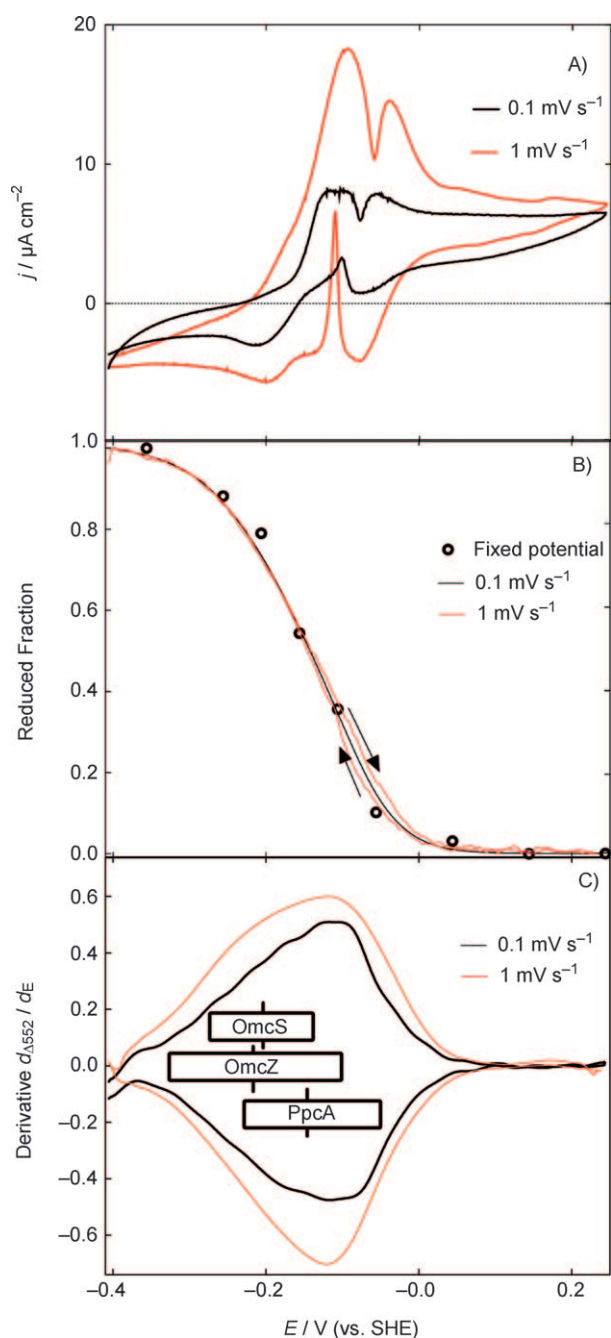 20
A)
0.1 mV s⁻¹
1 mV s⁻¹
10
j / µA cm⁻²
0
1.0
B)
0.8
Fixed potential
0.1 mV s⁻¹
1 mV s⁻¹
0.6
Reduced Fraction
0.4
0.2
0.0
C)
0.6
0.1 mV s⁻¹
1 mV s⁻¹
0.4
Derivative dΔ552 / dE
0.2
OmcS
0.0
OmcZ
PpcA
−0.2
−0.4
−0.6
−0.4 −0.2 −0.0 0.2
E / V (vs. SHE)